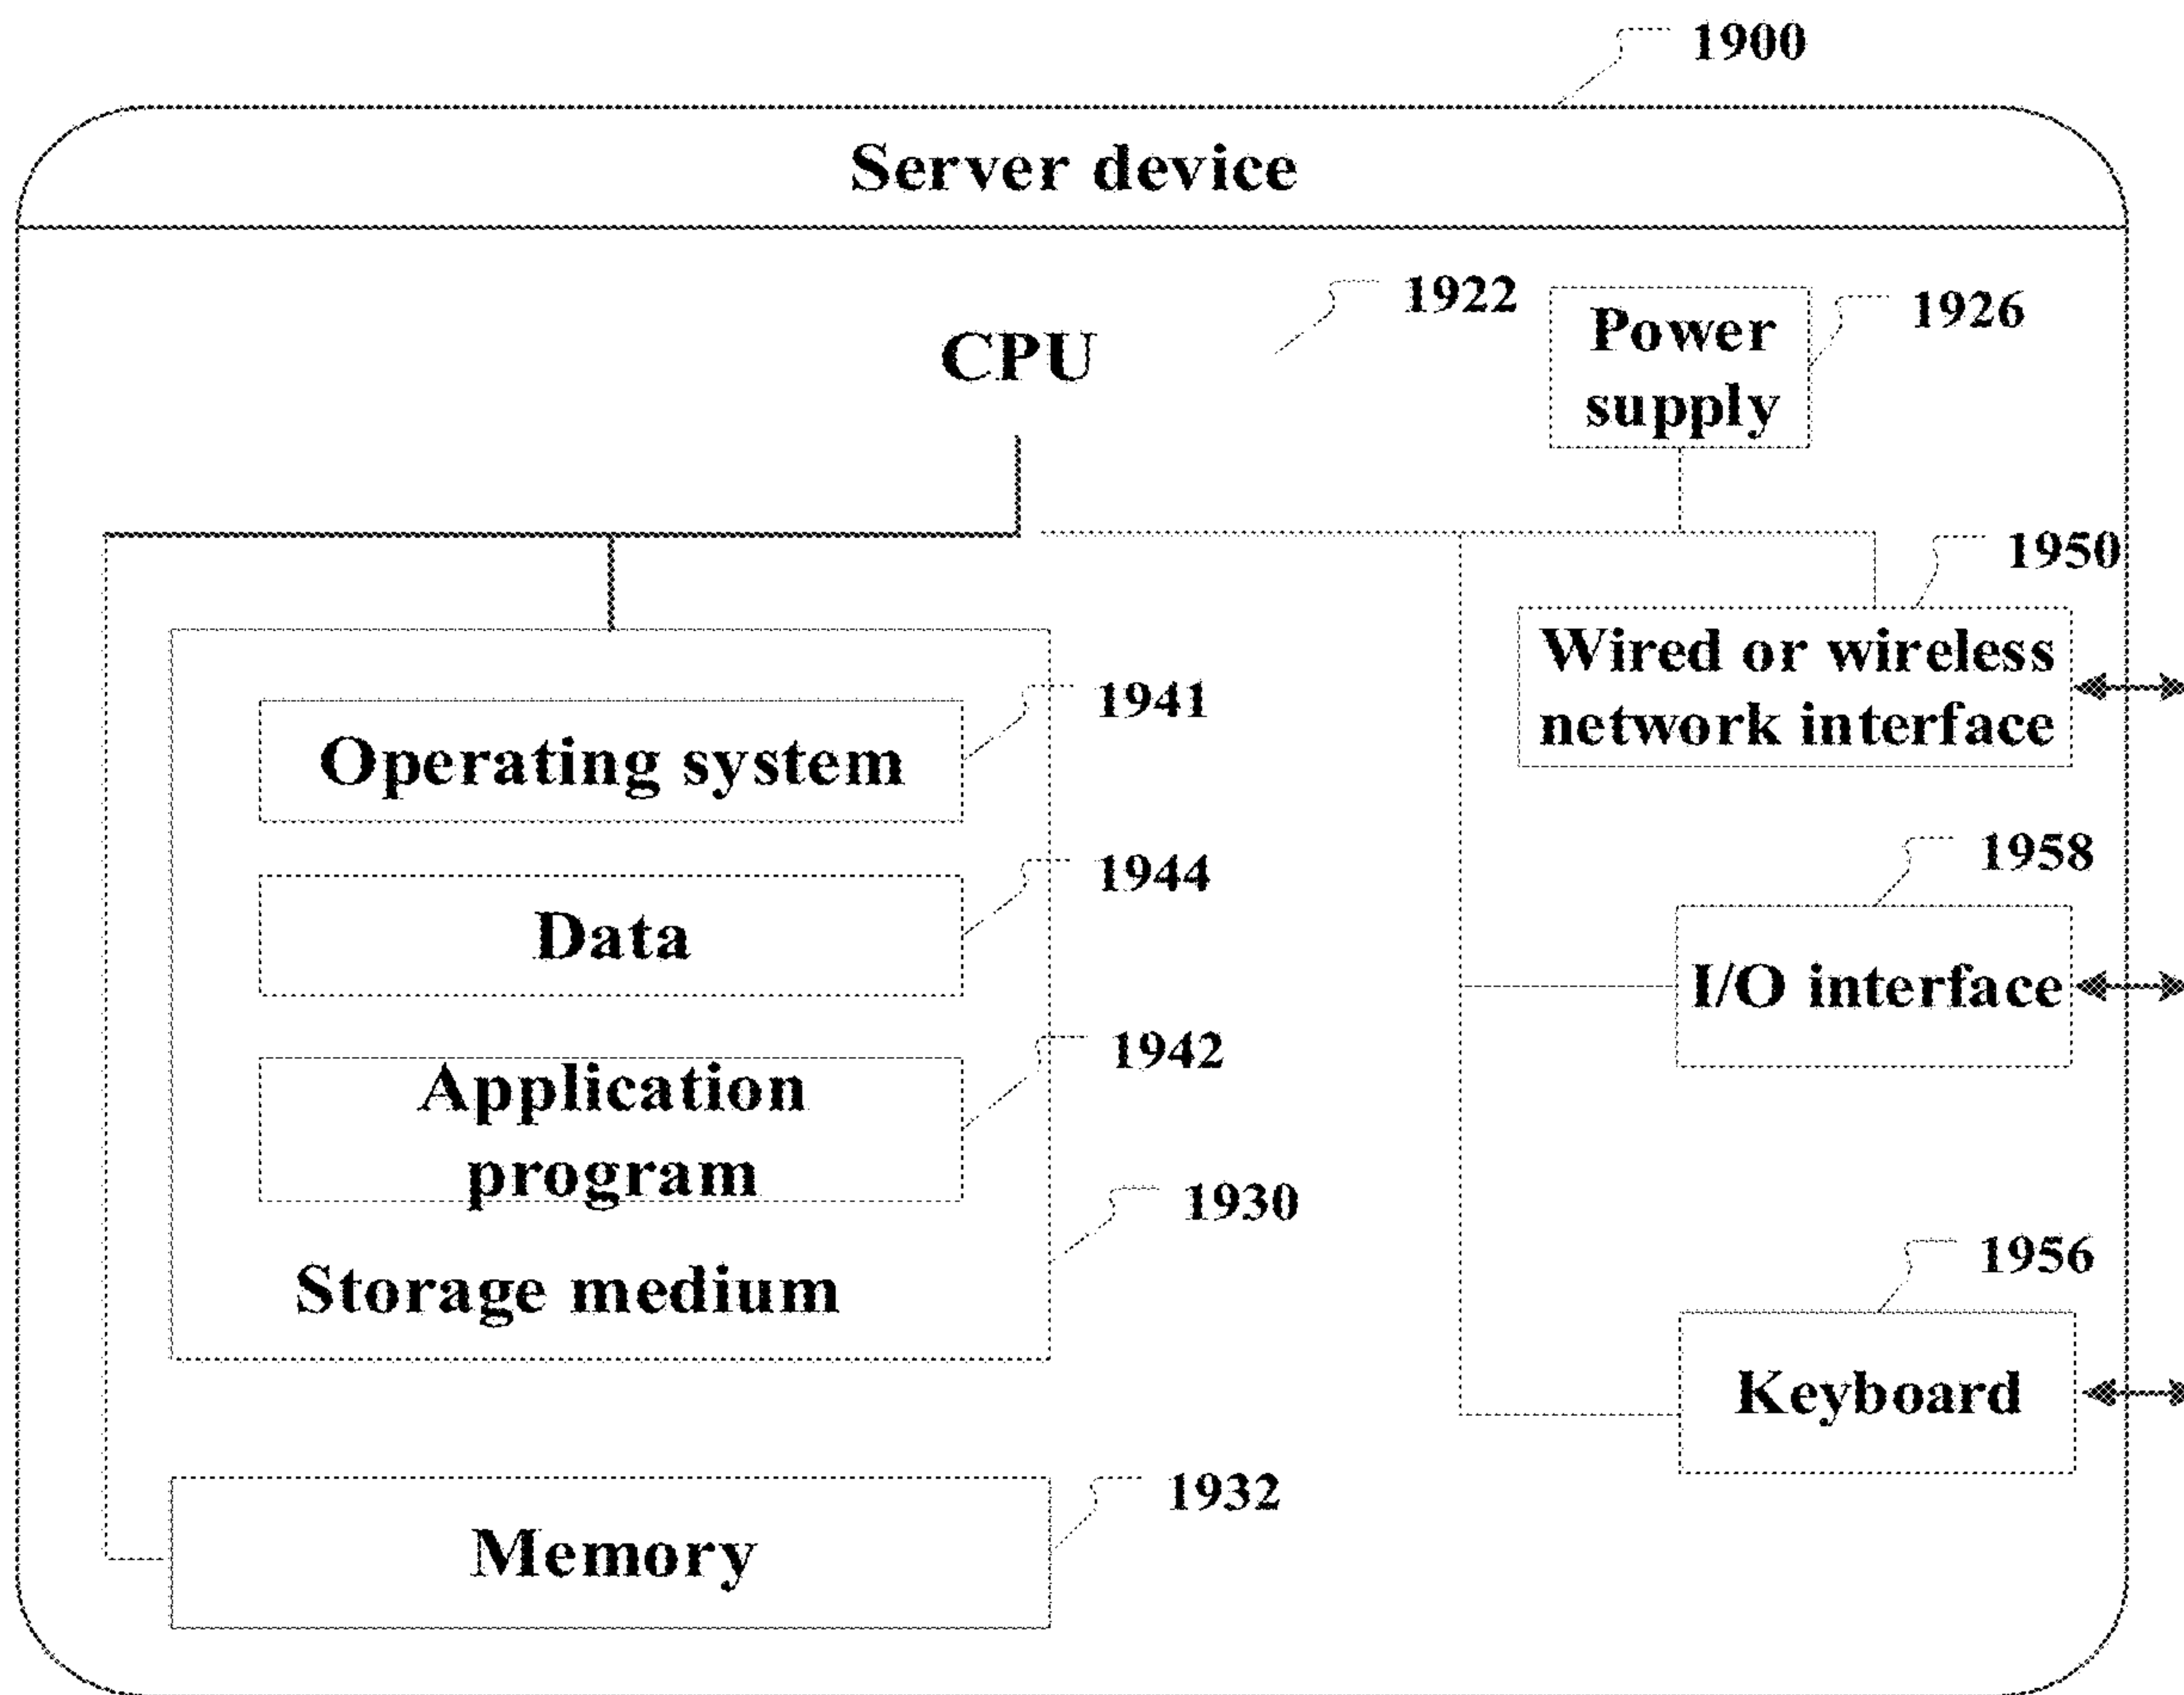 1900
Server device
CPU
1922
Power
supply
1926
1950
Wired or wireless
network interface
1941
Operating system
1958
1944
Data
I/O interface
1942
Application
program
1930
Storage medium
1956
Keyboard
1932
Memory